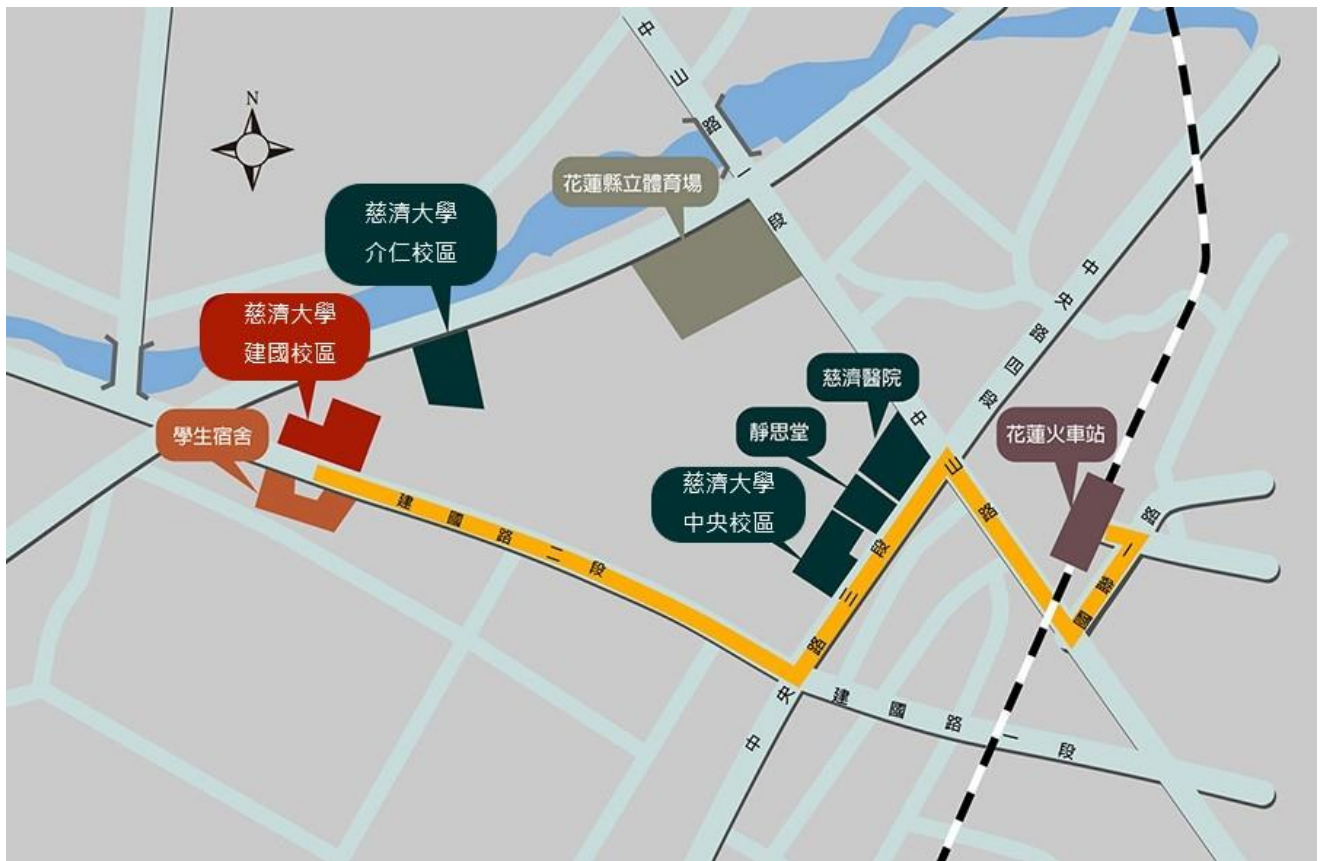 N
中山路一段
花蓮縣立體育場
慈濟大學
介仁校區
慈濟大學
建國校區
學生宿舍
中央路四段
慈濟醫院
靜思堂
慈濟大學
中央校區
花蓮火車站
中山路
國聯一路
建國路二段
中央路三段
建國路一段